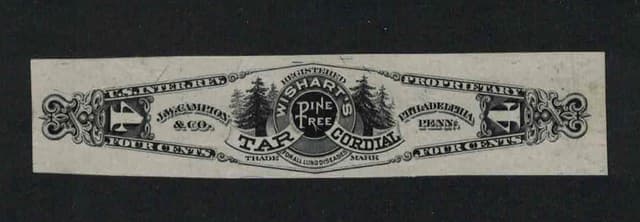 U.S. INTER. REV.
4
FOUR CENTS.
J.W. CAMPION
& CO.
REGISTERED
WISHART'S
PINE
TREE
TAR CORDIAL
FOR ALL LUNG DISEASES
TRADE MARK
PHILADELPHIA,
PENNA.
PROPRIETARY.
4
FOUR CENTS.